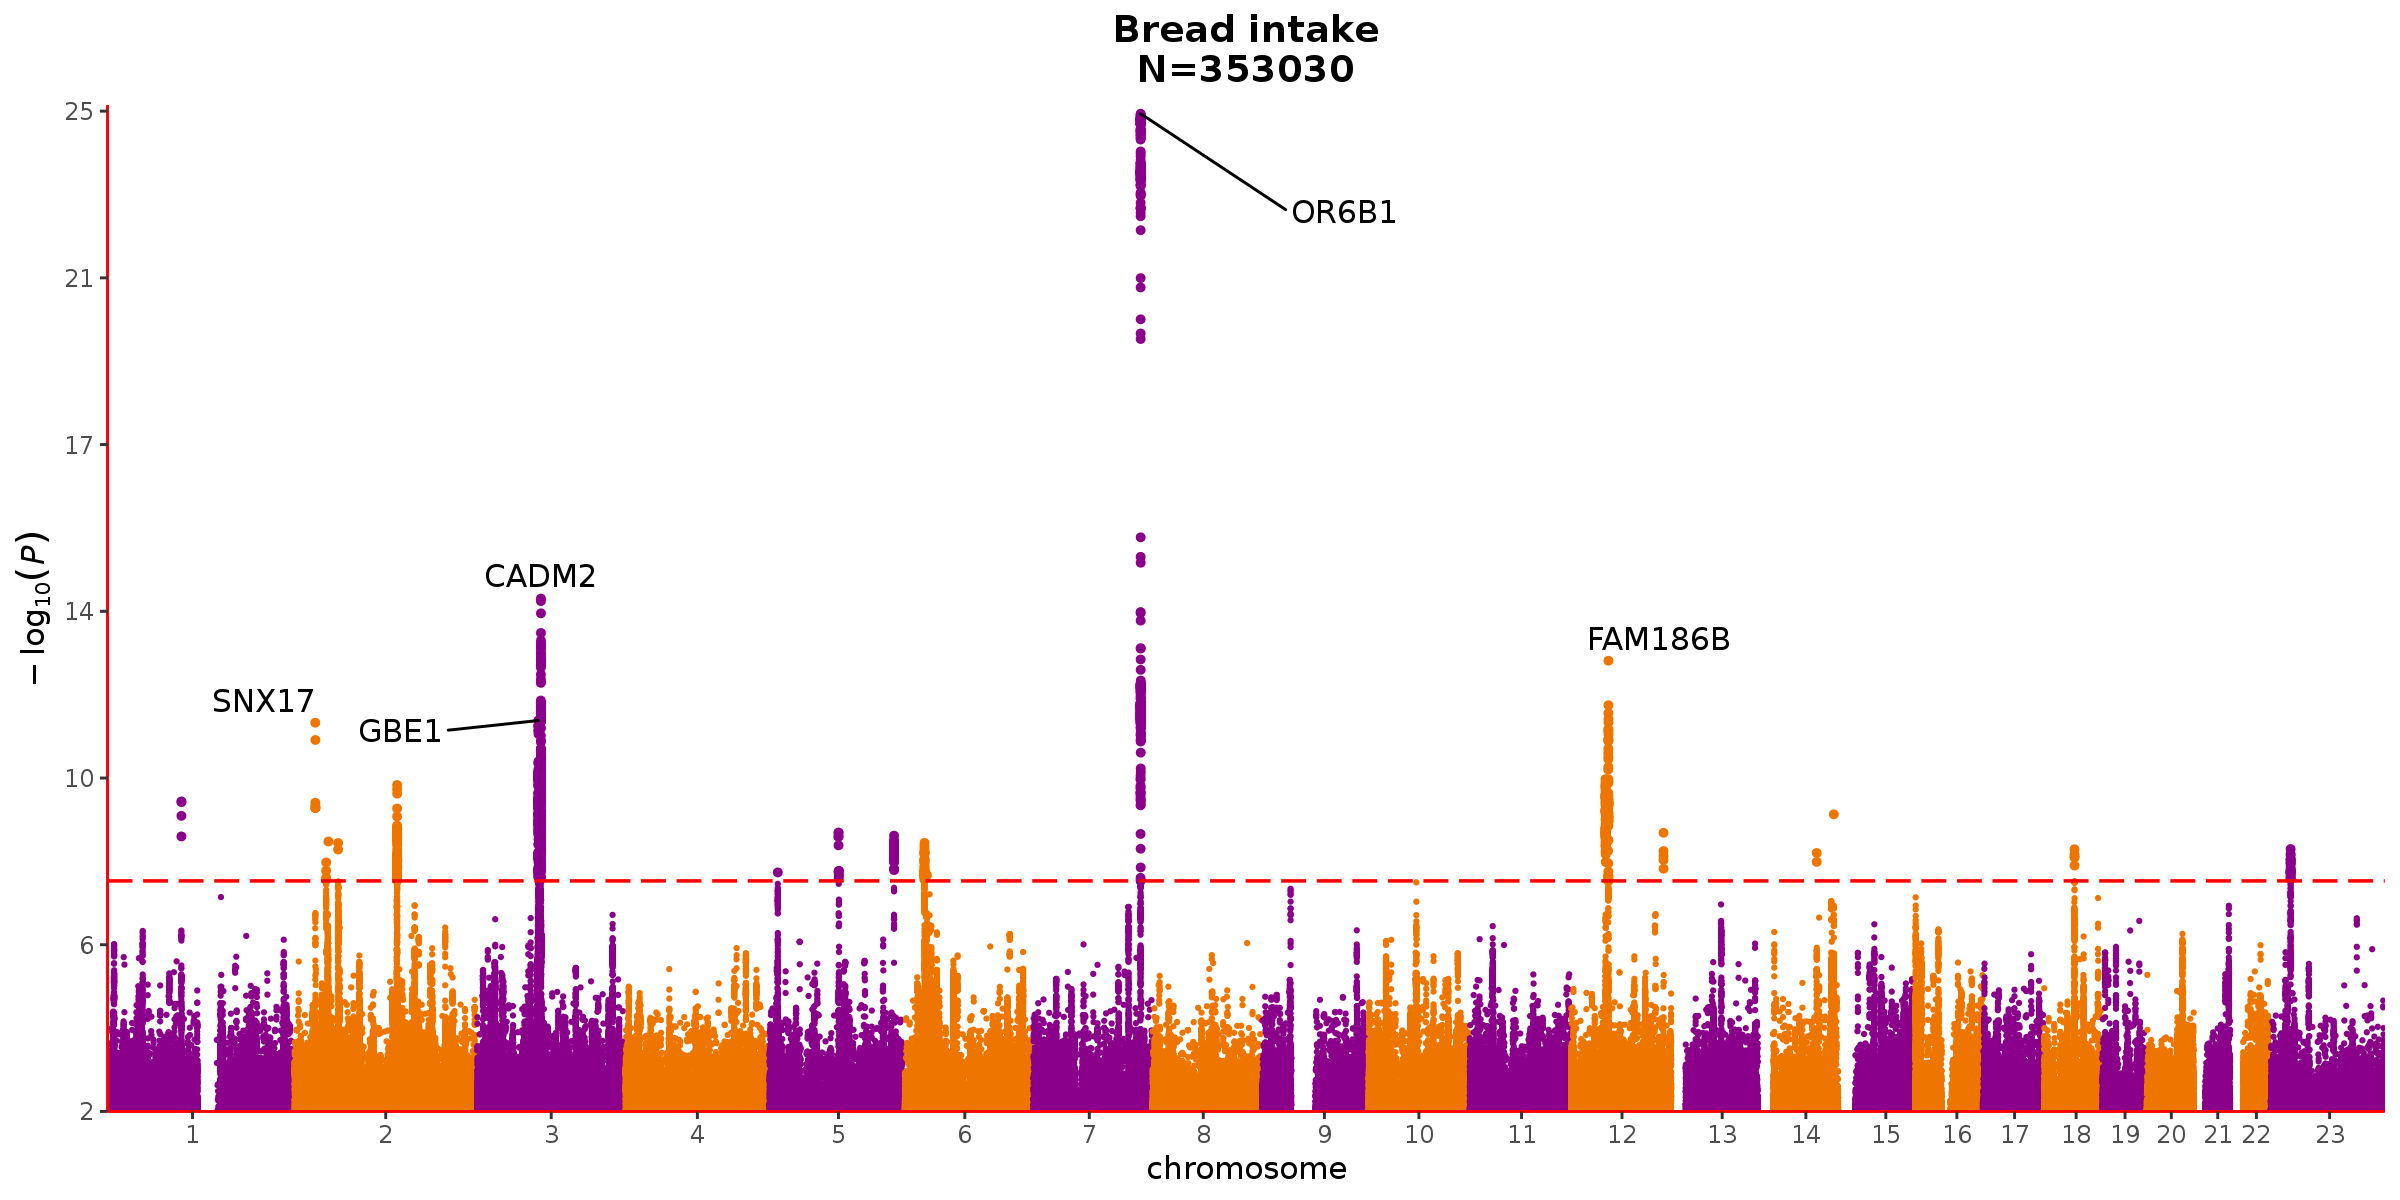 Bread intake
N=353030
25
21
17
14
10
6
2
−log10(P)
OR6B1
CADM2
FAM186B
SNX17
GBE1
1 2 3 4 5 6 7 8 9 10 11 12 13 14 15 16 17 18 19 20 21 22 23
chromosome